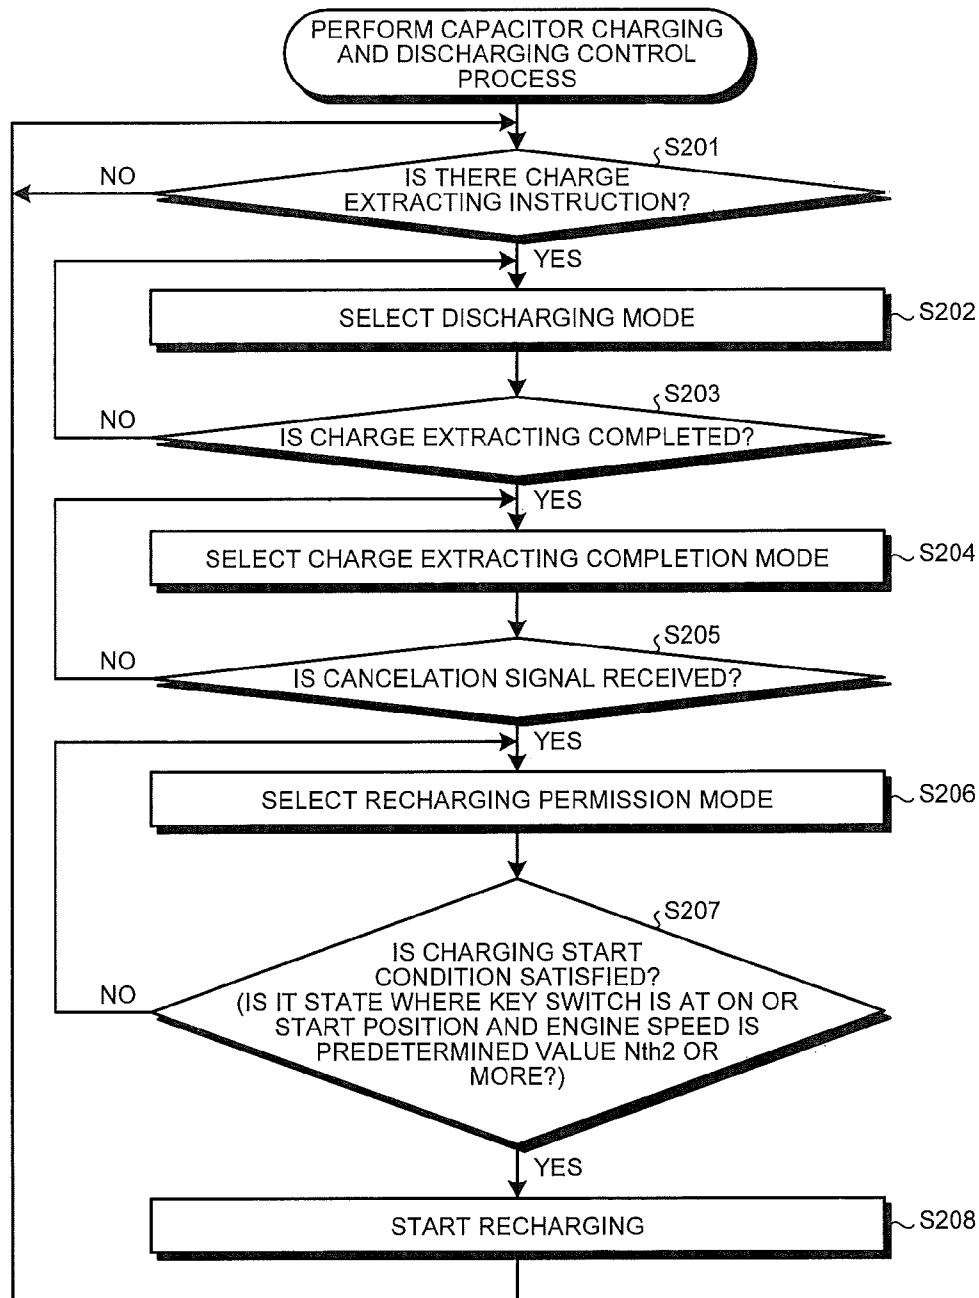 PERFORM CAPACITOR CHARGING
AND DISCHARGING CONTROL
PROCESS
S201
NO
IS THERE CHARGE
EXTRACTING INSTRUCTION?
YES
SELECT DISCHARGING MODE
S202
S203
NO
IS CHARGE EXTRACTING COMPLETED?
YES
SELECT CHARGE EXTRACTING COMPLETION MODE
S204
S205
NO
IS CANCELATION SIGNAL RECEIVED?
YES
SELECT RECHARGING PERMISSION MODE
S206
S207
IS CHARGING START
CONDITION SATISFIED?
NO
(IS IT STATE WHERE KEY SWITCH IS AT ON OR
START POSITION AND ENGINE SPEED IS
PREDETERMINED VALUE Nth2 OR
MORE?)
YES
START RECHARGING
S208